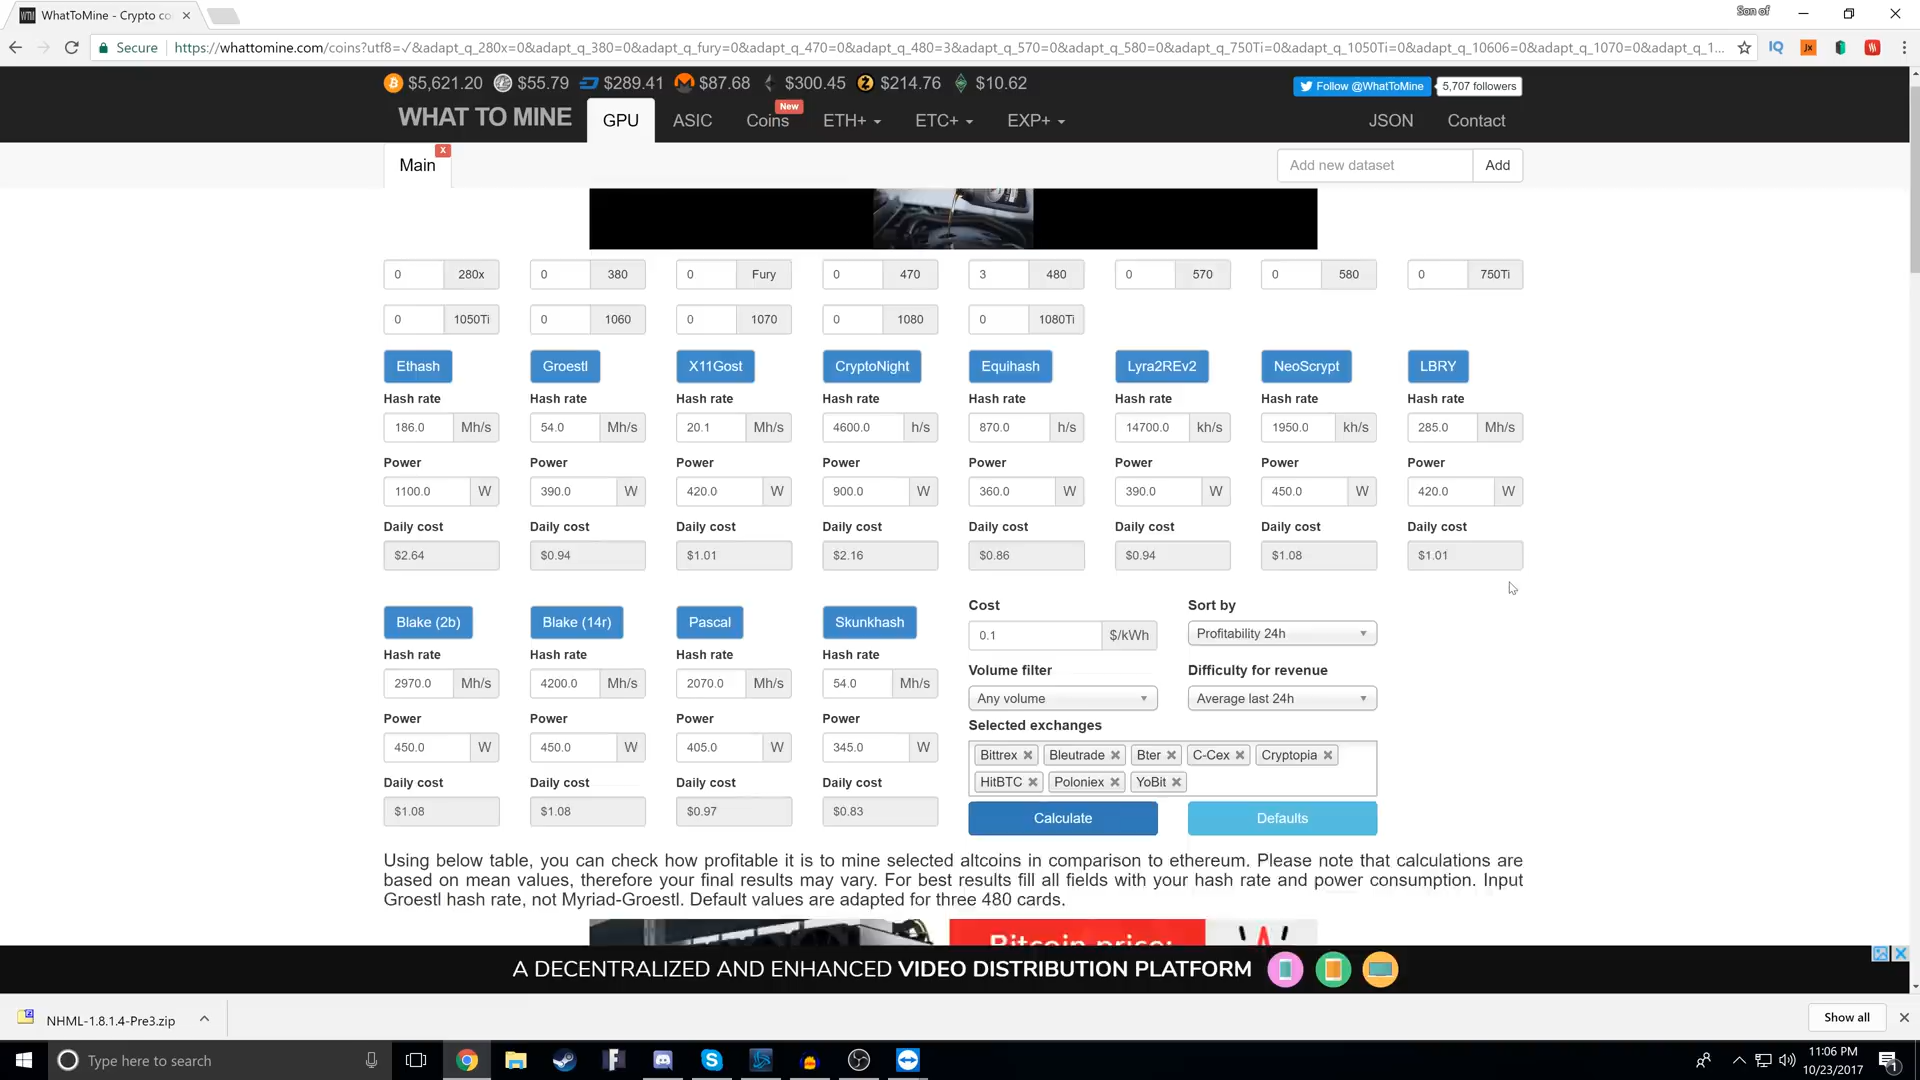 WhatToMine - Crypto co
Son of
Secure https://whattomine.com/coins?utf8=✓&adapt_q_280x=0&adapt_q_380=0&adapt_q_fury=0&adapt_q_470=0&adapt_q_480=3&adapt_q_570=0&adapt_q_580=0&adapt_q_750Ti=0&adapt_q_1050Ti=0&adapt_q_10606=0&adapt_q_1070=0&adapt_q_1...
$5,621.20 $55.79 $289.41 $87.68 $300.45 $214.76 $10.62
Follow @WhatToMine 5,707 followers
New
WHAT TO MINE GPU ASIC Coins ETH+ ETC+ EXP+ JSON Contact
Main x Add new dataset Add
0 280x 0 380 0 Fury 0 470 3 480 0 570 0 580 0 750Ti
0 1050Ti 0 1060 0 1070 0 1080 0 1080Ti
Ethash Groestl X11Gost CryptoNight Equihash Lyra2REv2 NeoScrypt LBRY
Hash rate Hash rate Hash rate Hash rate Hash rate Hash rate Hash rate Hash rate
186.0 Mh/s 54.0 Mh/s 20.1 Mh/s 4600.0 h/s 870.0 h/s 14700.0 kh/s 1950.0 kh/s 285.0 Mh/s
Power Power Power Power Power Power Power Power
1100.0 W 390.0 W 420.0 W 900.0 W 360.0 W 390.0 W 450.0 W 420.0 W
Daily cost Daily cost Daily cost Daily cost Daily cost Daily cost Daily cost Daily cost
$2.64 $0.94 $1.01 $2.16 $0.86 $0.94 $1.08 $1.01
Blake (2b) Blake (14r) Pascal Skunkhash
Hash rate Hash rate Hash rate Hash rate
2970.0 Mh/s 4200.0 Mh/s 2070.0 Mh/s 54.0 Mh/s
Power Power Power Power
450.0 W 450.0 W 405.0 W 345.0 W
Daily cost Daily cost Daily cost Daily cost
$1.08 $1.08 $0.97 $0.83
Cost Sort by
0.1 $/kWh Profitability 24h
Volume filter Difficulty for revenue
Any volume Average last 24h
Selected exchanges
Bittrex Bleutrade Bter C-Cex Cryptopia
HitBTC Poloniex YoBit
Calculate Defaults
Using below table, you can check how profitable it is to mine selected altcoins in comparison to ethereum. Please note that calculations are
based on mean values, therefore your final results may vary. For best results fill all fields with your hash rate and power consumption. Input
Groestl hash rate, not Myriad-Groestl. Default values are adapted for three 480 cards.
Bitcoin price:
A DECENTRALIZED AND ENHANCED VIDEO DISTRIBUTION PLATFORM
NHML-1.8.1.4-Pre3.zip Show all
Type here to search
11:06 PM
10/23/2017
1